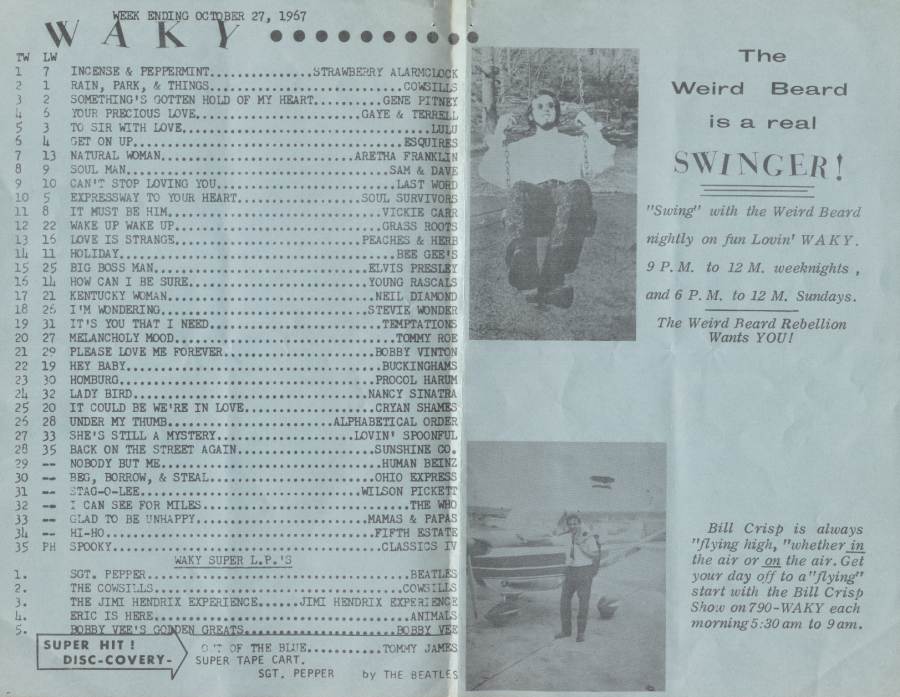 WEEK ENDING OCTOBER 27, 1967
WAKY..........
TW LW
1 7 INCENSE & PEPPERMINT...............STRAWBERRY ALARMCLOCK
2 1 RAIN, PARK, & THINGS............................COWSILLS
3 2 SOMETHING'S GOTTEN HOLD OF MY HEART..........GENE PITNEY
4 6 YOUR PRECIOUS LOVE........................GAYE & TERRELL
5 3 TO SIR WITH LOVE....................................LULU
6 4 GET ON UP.......................................ESQUIRES
7 13 NATURAL WOMAN............................ARETHA FRANKLIN
8 9 SOUL MAN......................................SAM & DAVE
9 10 CAN'T STOP LOVING YOU..........................LAST WORD
10 5 EXPRESSWAY TO YOUR HEART..................SOUL SURVIVORS
11 8 IT MUST BE HIM...............................VICKIE CARR
12 22 WAKE UP WAKE UP..............................GRASS ROOTS
13 16 LOVE IS STRANGE...........................PEACHES & HERB
14 11 HOLIDAY........................................BEE GEE'S
15 25 BIG BOSS MAN...............................ELVIS PRESLEY
16 14 HOW CAN I BE SURE..........................YOUNG RASCALS
17 21 KENTUCKY WOMAN..............................NEIL DIAMOND
18 26 I'M WONDERING..............................STEVIE WONDER
19 31 IT'S YOU THAT I NEED.........................TEMPTATIONS
20 27 MELANCHOLY MOOD................................TOMMY ROE
21 29 PLEASE LOVE ME FOREVER......................BOBBY VINTON
22 19 HEY BABY.....................................BUCKINGHAMS
23 30 HOMBURG.....................................PROCOL HARUM
24 32 LADY BIRD..................................NANCY SINATRA
25 20 IT COULD BE WE'RE IN LOVE...................CRYAN SHAMES
26 28 UNDER MY THUMB........................ALPHABETICAL ORDER
27 33 SHE'S STILL A MYSTERY....................LOVIN' SPOONFUL
28 35 BACK ON THE STREET AGAIN....................SUNSHINE CO.
29 -- NOBODY BUT ME................................HUMAN BEINZ
30 -- BEG, BORROW, & STEAL........................OHIO EXPRESS
31 -- STAG-O-LEE................................WILSON PICKETT
32 -- I CAN SEE FOR MILES..............................THE WHO
33 -- GLAD TO BE UNHAPPY.........................MAMAS & PAPAS
34 -- HI-HO.......................................FIFTH ESTATE
35 PH SPOOKY.......................................CLASSICS IV
WAKY SUPER L.P.'S
1. SGT. PEPPER......................................BEATLES
2. THE COWSILLS....................................COWSILLS
3. THE JIMI HENDRIX EXPERIENCE......JIMI HENDRIX EXPERIENCE
4. ERIC IS HERE.....................................ANIMALS
5. BOBBY VEE'S GOLDEN GREATS......................BOBBY VEE
SUPER HIT!
DISC-COVERY-
OUT OF THE BLUE...........TOMMY JAMES
SUPER TAPE CART.
SGT. PEPPER by THE BEATLES
The
Weird Beard
is a real
SWINGER!
"Swing" with the Weird Beard
nightly on fun Lovin' WAKY.
9 P.M. to 12 M. weeknights ,
and 6 P.M. to 12 M. Sundays.
The Weird Beard Rebellion
Wants YOU!
Bill Crisp is always
"flying high, "whether in
the air or on the air. Get
your day off to a "flying"
start with the Bill Crisp
Show on 790-WAKY each
morning 5:30 am to 9 am.